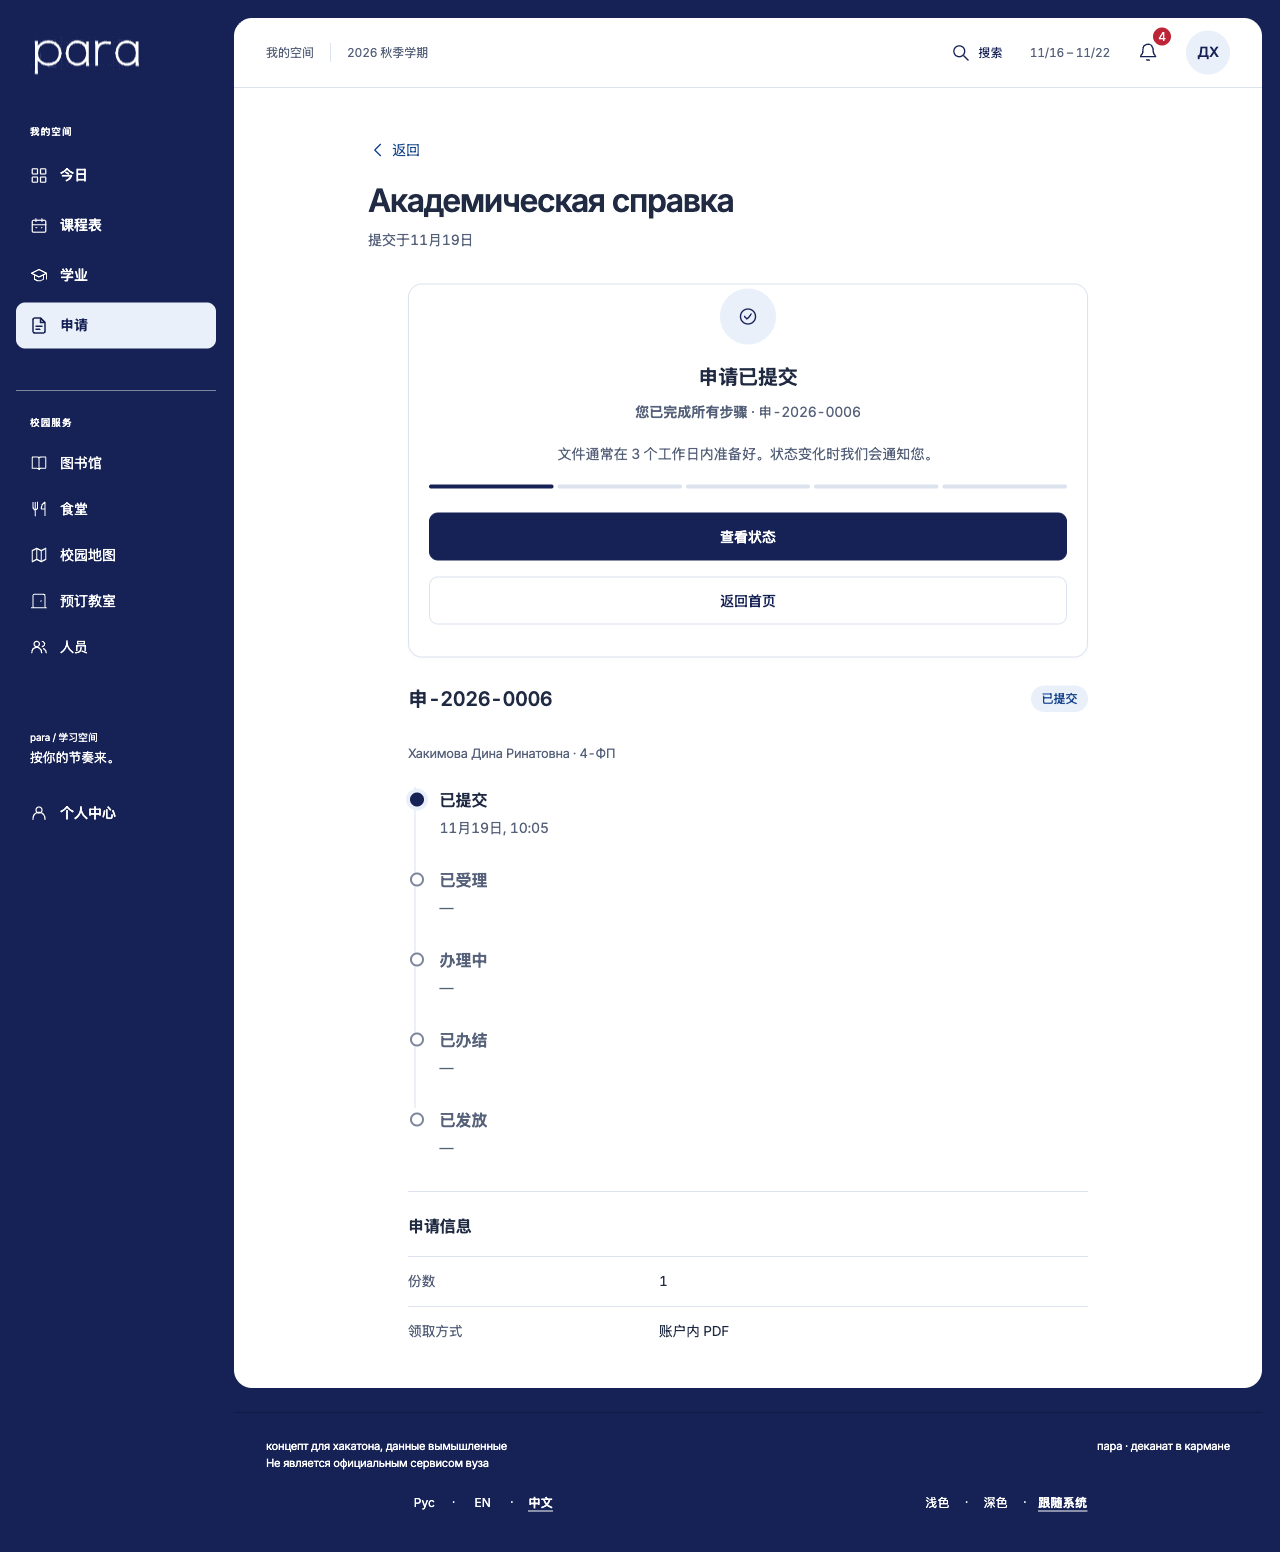 para
我的空间
今日
课程表
学业
申请
校园服务
图书馆
食堂
校园地图
预订教室
人员
para / 学习空间
按你的节奏来。
个人中心
我的空间
2026 秋季学期
搜索
11/16 – 11/22
4
ДХ
返回
Академическая справка
提交于11月19日
申请已提交
您已完成所有步骤 · 申-2026-0006
文件通常在 3 个工作日内准备好。状态变化时我们会通知您。
查看状态
返回首页
申-2026-0006
已提交
Хакимова Дина Ринатовна · 4-ФП
已提交
11月19日, 10:05
已受理
—
办理中
—
已办结
—
已发放
—
申请信息
份数 1
领取方式 账户内 PDF
концепт для хакатона, данные вымышленные
Не является официальным сервисом вуза
пара · деканат в кармане
Рус · EN · 中文
浅色 · 深色 · 跟随系统